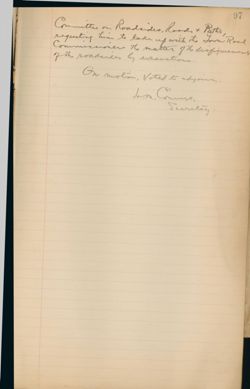 97
Committee on Roadsides, Roads & Paths,
requesting him to take up with the Town Road
Commissioner the matter of the disfigurement
of the roadsides by excavations.
On motion, Voted to adjourn.
Secretary